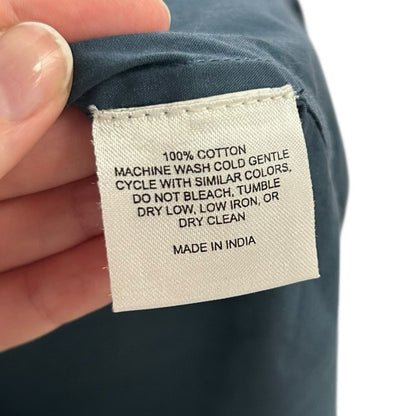 100% COTTON
MACHINE WASH COLD GENTLE
CYCLE WITH SIMILAR COLORS,
DO NOT BLEACH, TUMBLE
DRY LOW, LOW IRON, OR
DRY CLEAN
MADE IN INDIA